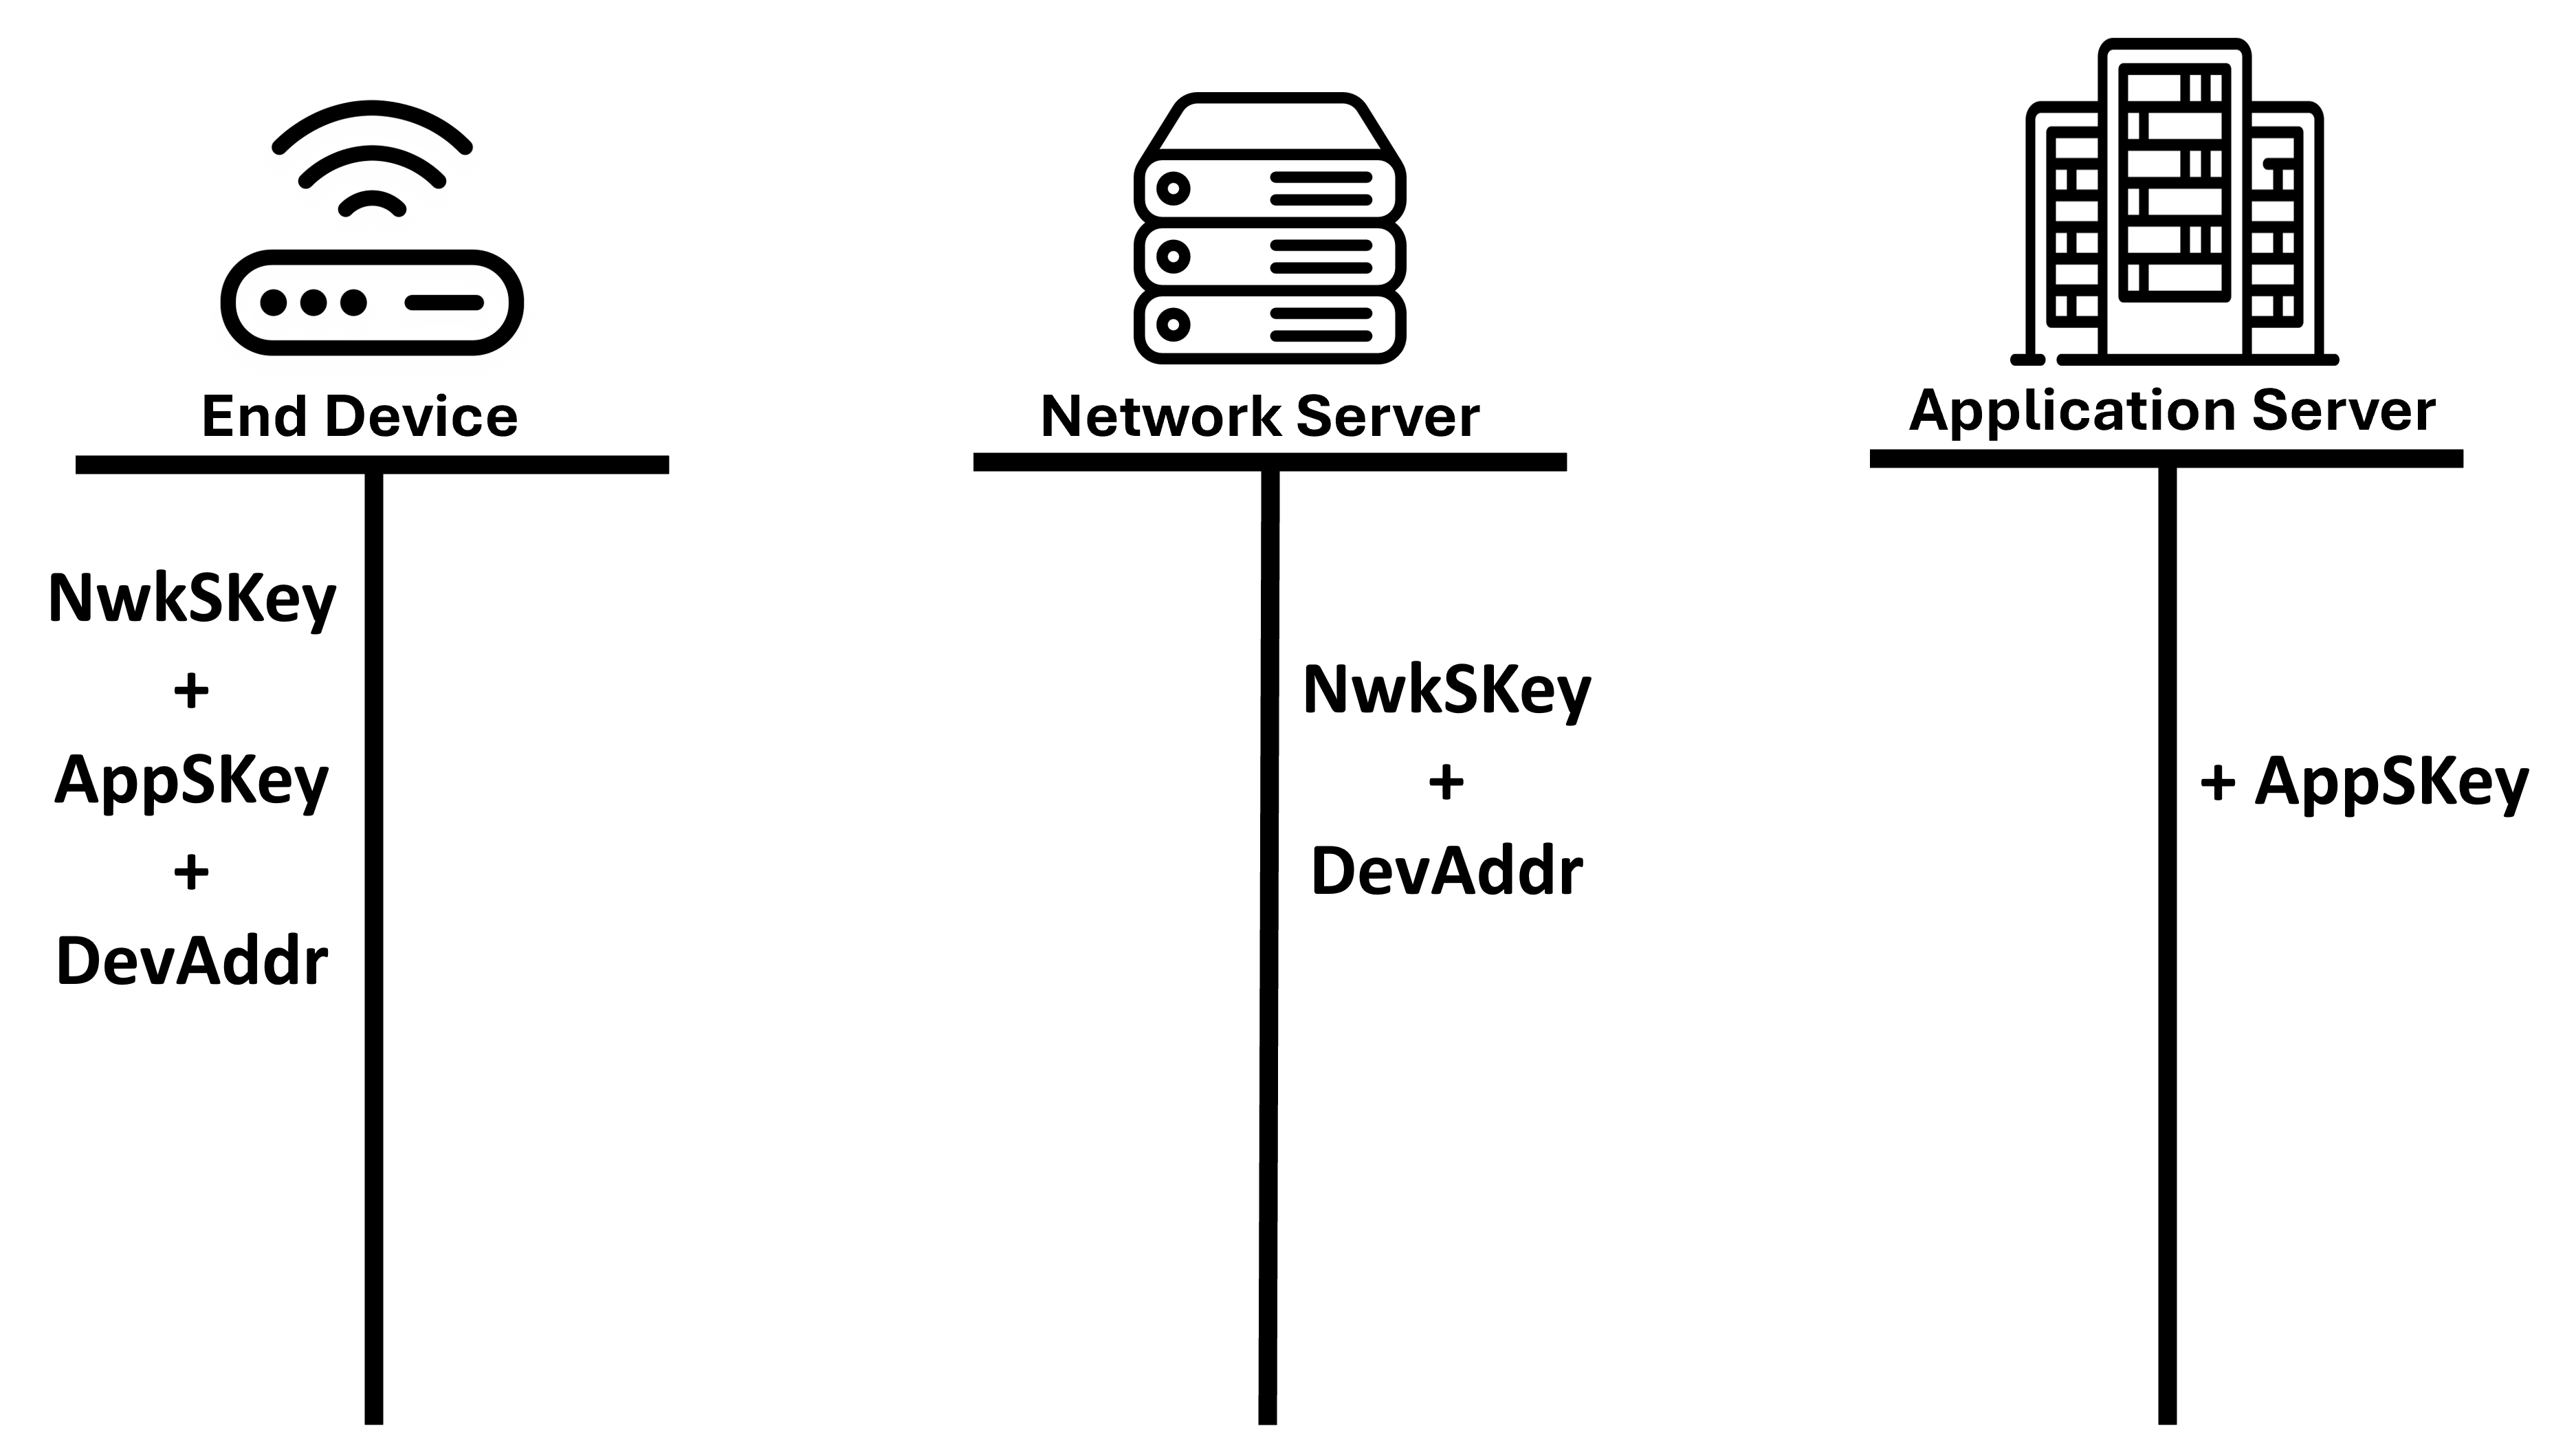 End Device
Network Server
Application Server
NwkSKey
+
AppSKey
+
DevAddr
NwkSKey
+
DevAddr
+ AppSKey